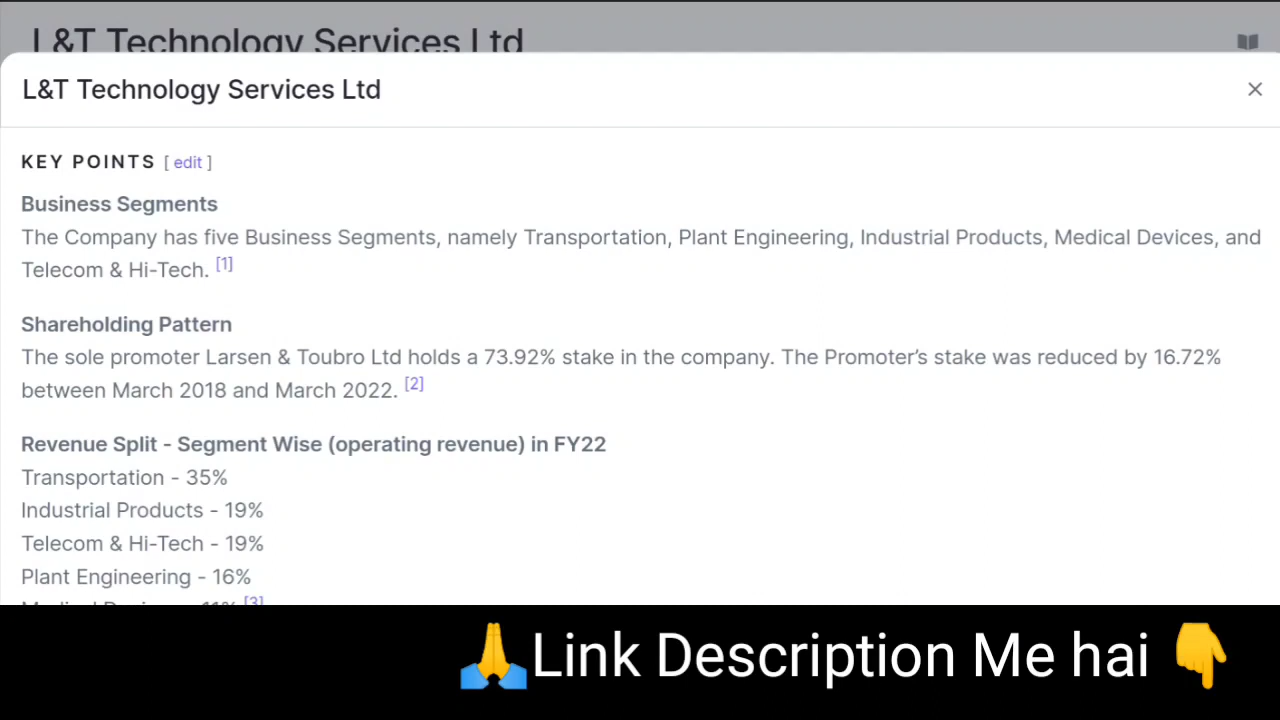 L&T Technology Services Ltd
L&T Technology Services Ltd
KEY POINTS [ edit ]
Business Segments
The Company has five Business Segments, namely Transportation, Plant Engineering, Industrial Products, Medical Devices, and
Telecom & Hi-Tech. [1]
Shareholding Pattern
The sole promoter Larsen & Toubro Ltd holds a 73.92% stake in the company. The Promoter’s stake was reduced by 16.72%
between March 2018 and March 2022. [2]
Revenue Split - Segment Wise (operating revenue) in FY22
Transportation - 35%
Industrial Products - 19%
Telecom & Hi-Tech - 19%
Plant Engineering - 16%
Medical Devices - 11% [3]
🙏Link Description Me hai 👇